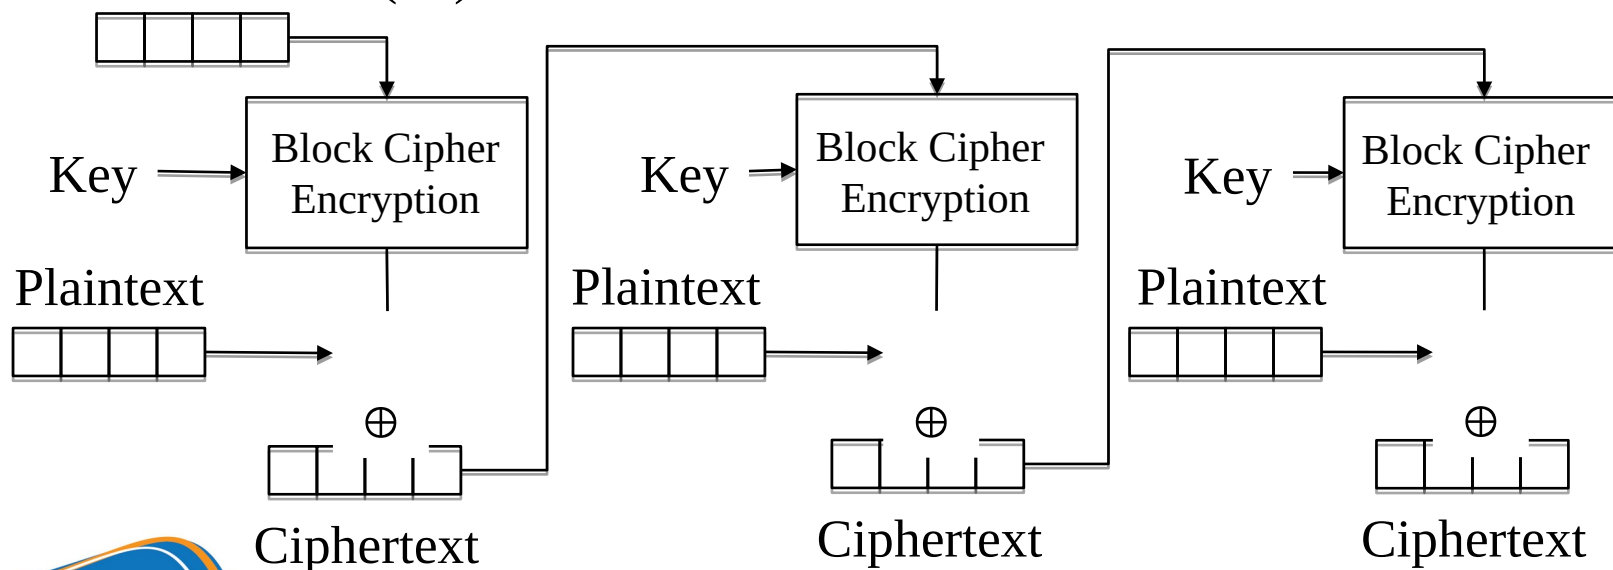 Key
Block Cipher
Encryption
Key
Block Cipher
Encryption
Key
Block Cipher
Encryption
Plaintext
Plaintext
Plaintext
⊕
⊕
⊕
Ciphertext
Ciphertext
Ciphertext